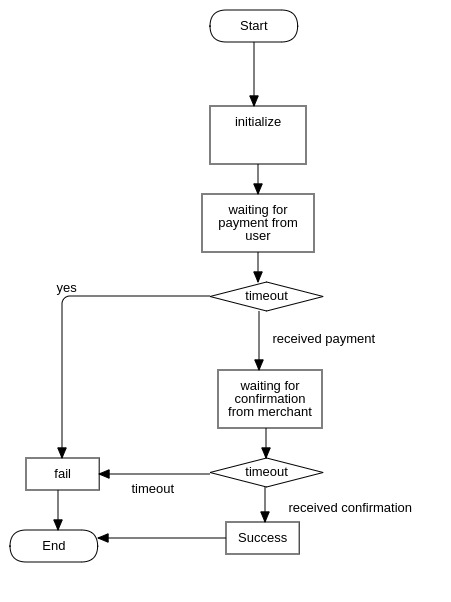 Start
initialize
waiting for
payment from
user
yes
timeout
received payment
waiting for
confirmation
from merchant
fail
timeout
timeout
received confirmation
Success
End